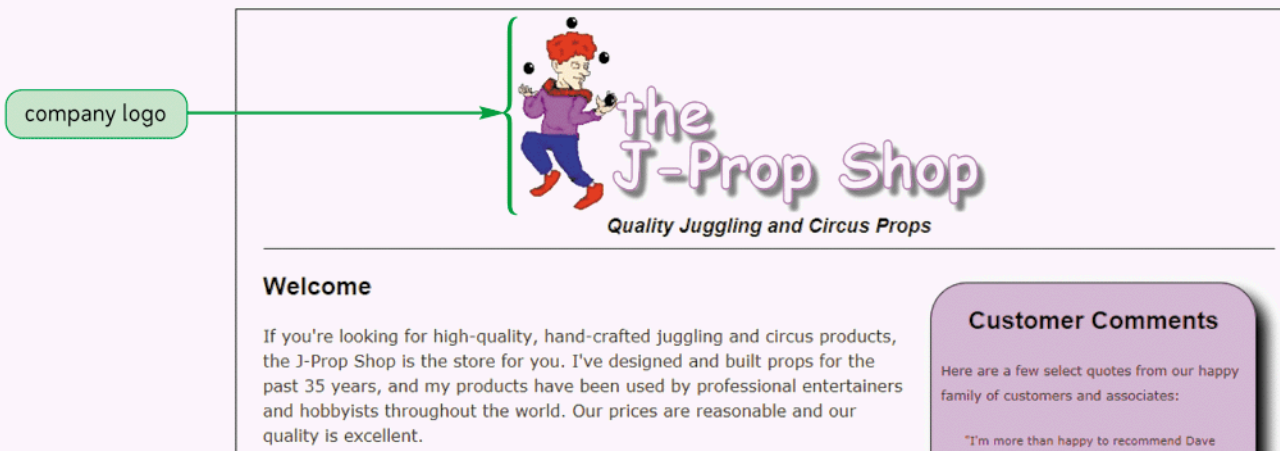 company logo
the
J-Prop Shop
Quality Juggling and Circus Props
Welcome
If you're looking for high-quality, hand-crafted juggling and circus products,
the J-Prop Shop is the store for you. I've designed and built props for the
past 35 years, and my products have been used by professional entertainers
and hobbyists throughout the world. Our prices are reasonable and our
quality is excellent.
Customer Comments
Here are a few select quotes from our happy
family of customers and associates:
"I'm more than happy to recommend Dave